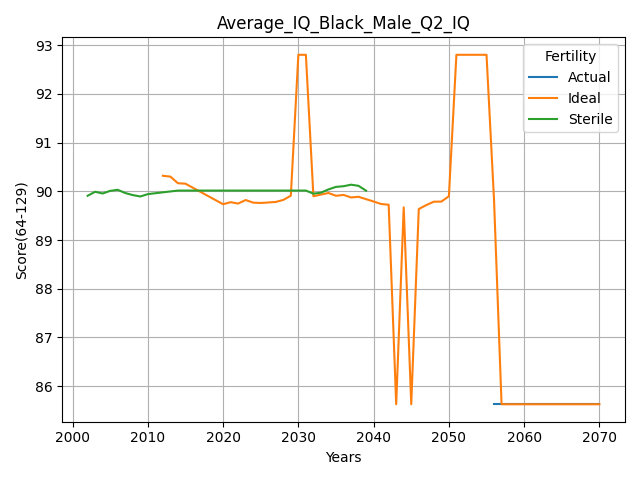 Average_IQ_Black_Male_Q2_IQ
Fertility
Actual
Ideal
Sterile
Score(64-129)
93
92
91
90
89
88
87
86
2000 2010 2020 2030 2040 2050 2060 2070
Years